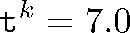 t^k = 7.0